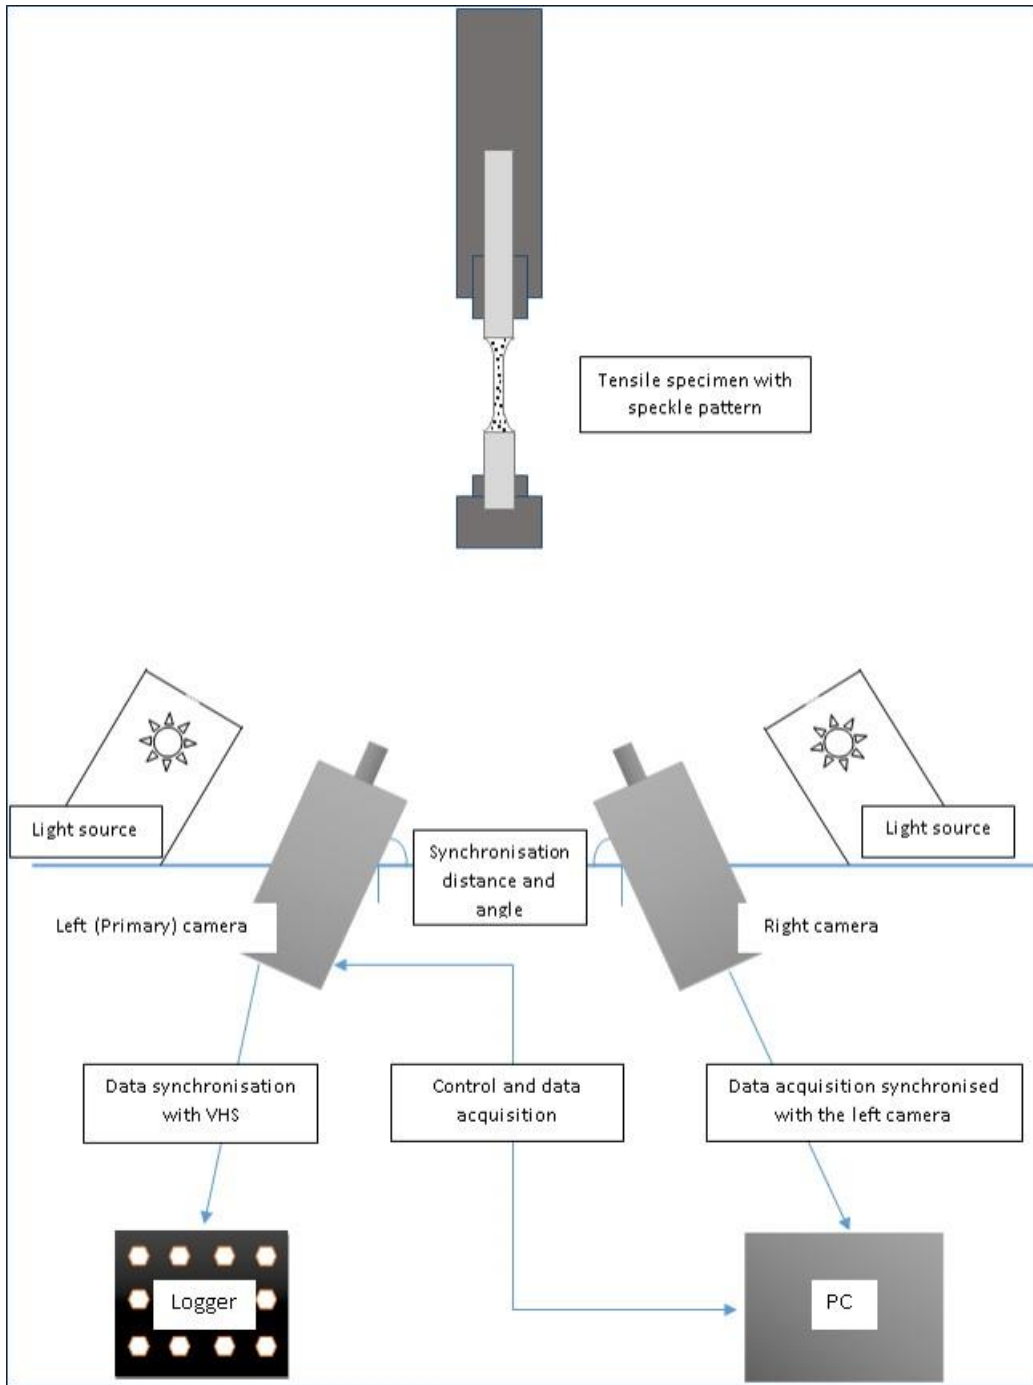 Tensile specimen with
speckle pattern
Light source
Light source
Synchronisation
distance and
angle
Left (Primary) camera
Right camera
Data synchronisation
with VHS
Control and data
acquisition
Data acquisition synchronised
with the left camera
Logger
PC